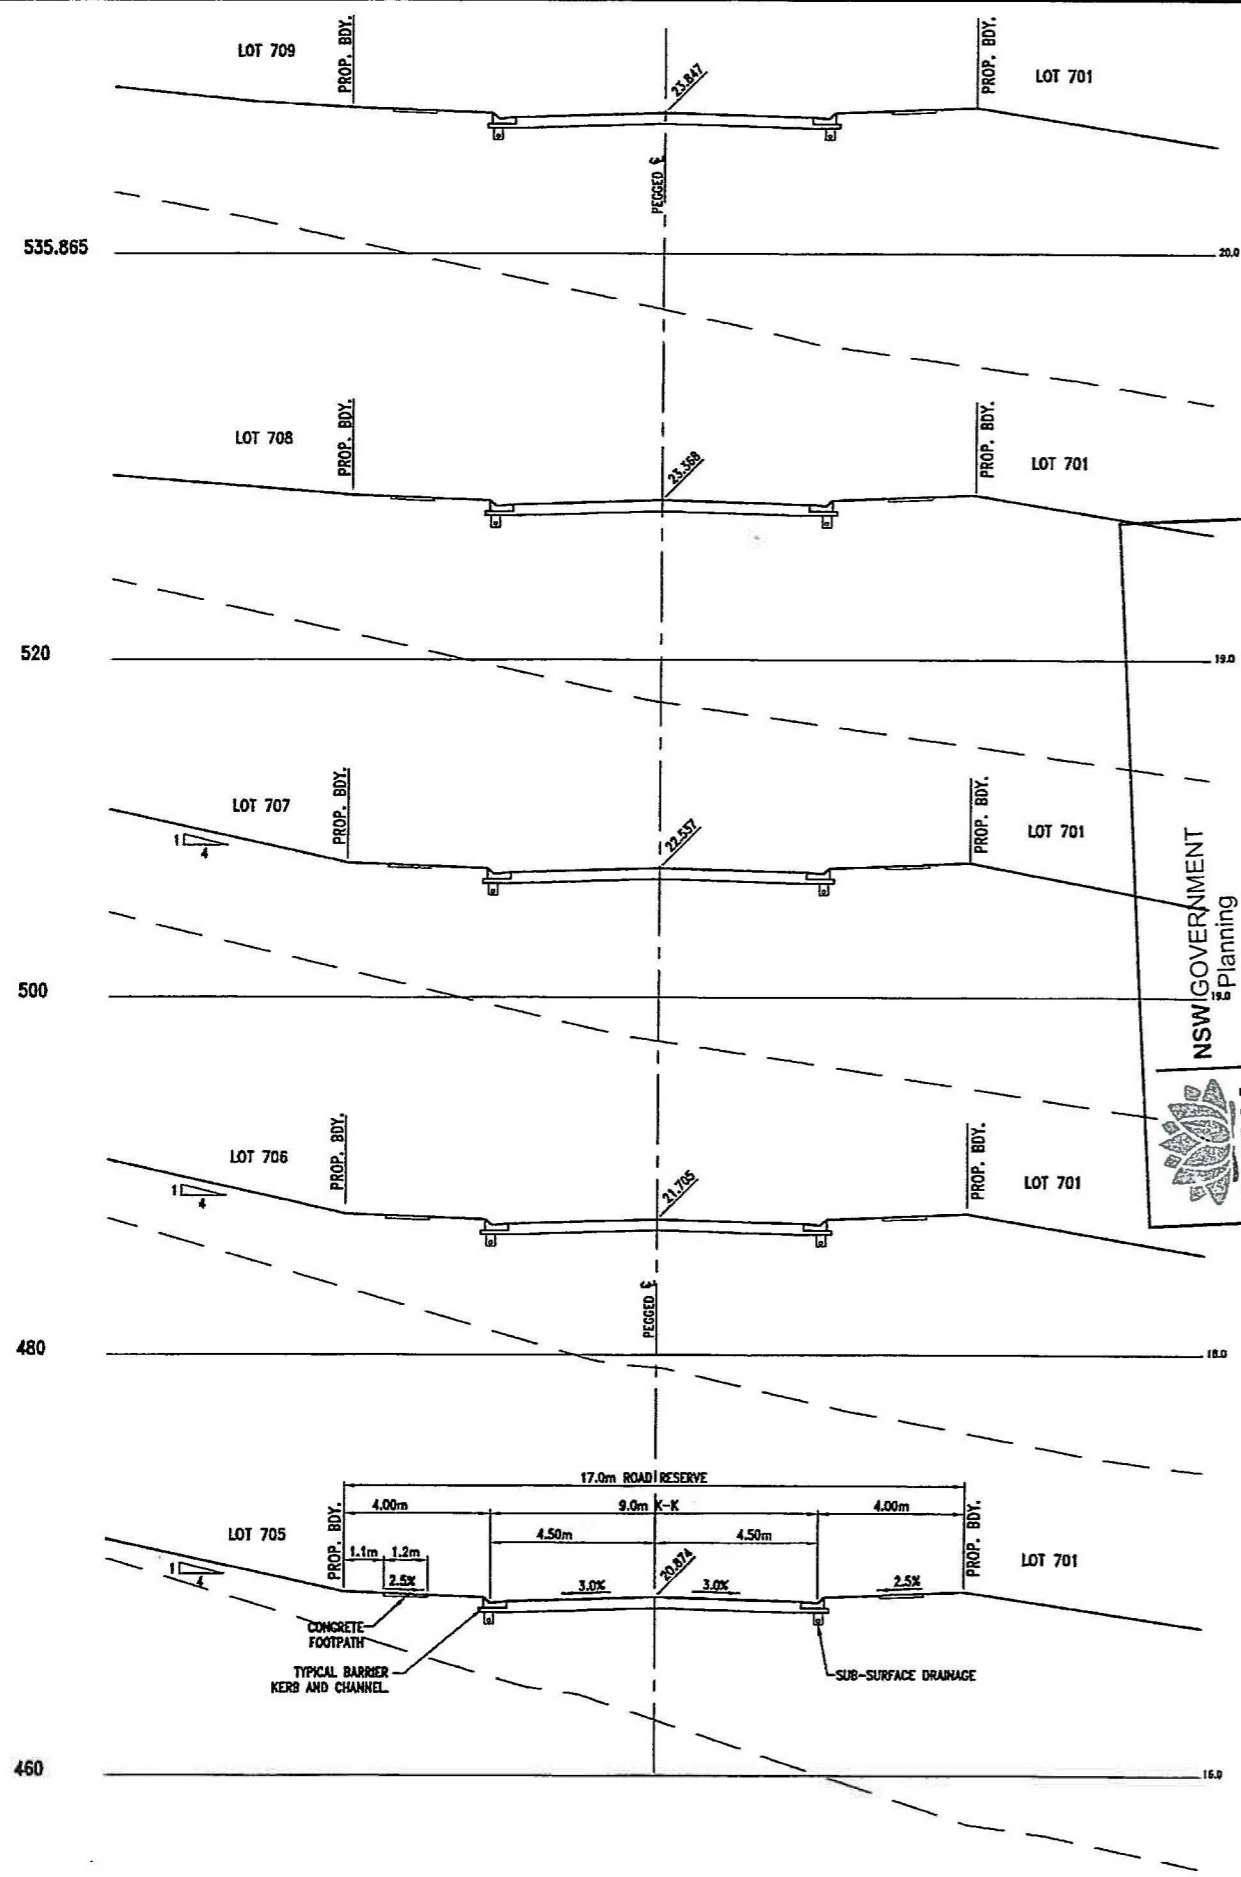 LOT 709
PROP. BDY.
23.847
PROP. BDY.
LOT 701
PEGGED ℄
535.865
20.0
LOT 708
PROP. BDY.
23.368
PROP. BDY.
LOT 701
520
19.0
LOT 707
1
4
PROP. BDY.
22.537
PROP. BDY.
LOT 701
NSW GOVERNMENT
Planning
500
19.0
LOT 706
1
4
PROP. BDY.
21.705
PROP. BDY.
LOT 701
PEGGED ℄
480
18.0
17.0m ROAD RESERVE
4.00m
9.0m K-K
4.00m
4.50m
4.50m
LOT 705
1
4
PROP. BDY.
1.1m
1.2m
2.5%
3.0%
20.874
3.0%
2.5%
PROP. BDY.
LOT 701
CONCRETE
FOOTPATH
TYPICAL BARRIER
KERB AND CHANNEL
SUB-SURFACE DRAINAGE
460
16.0